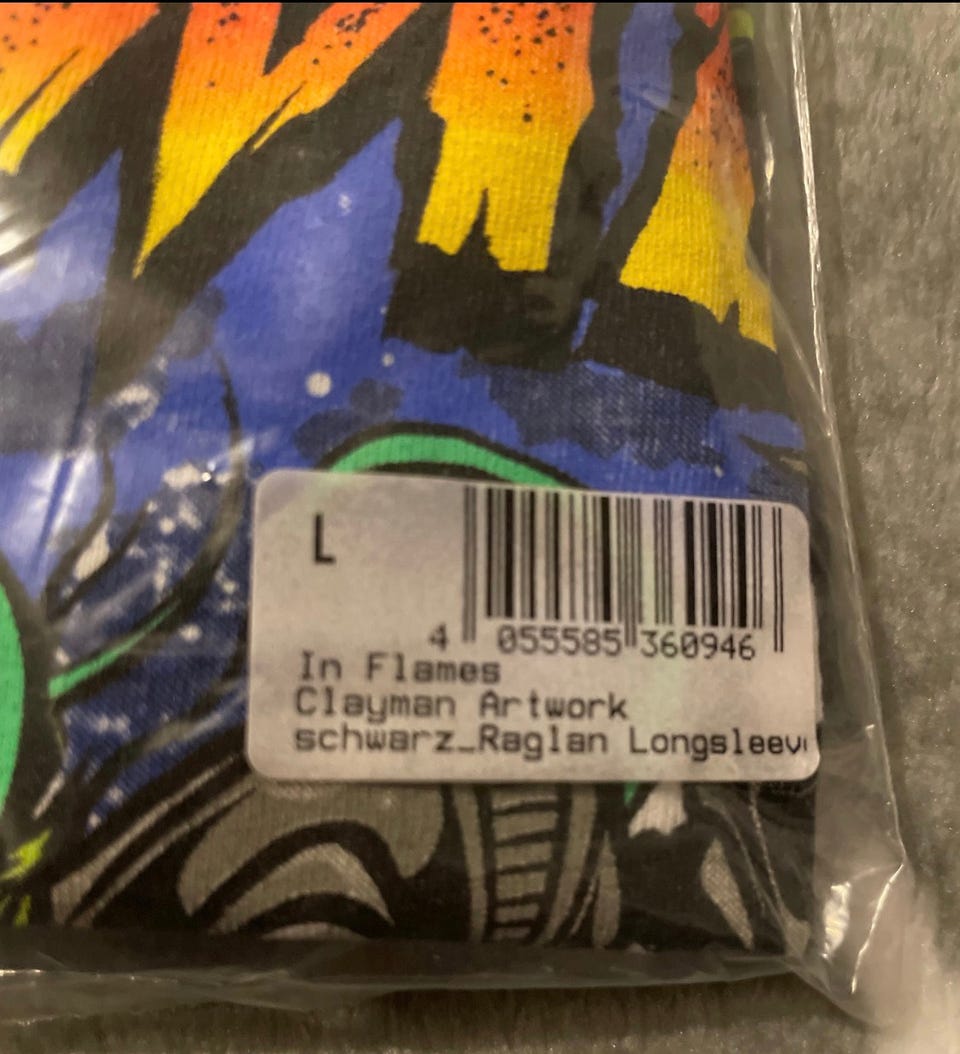 L
4 055585 360946
In Flames
Clayman Artwork
schwarz_Raglan Longsleev